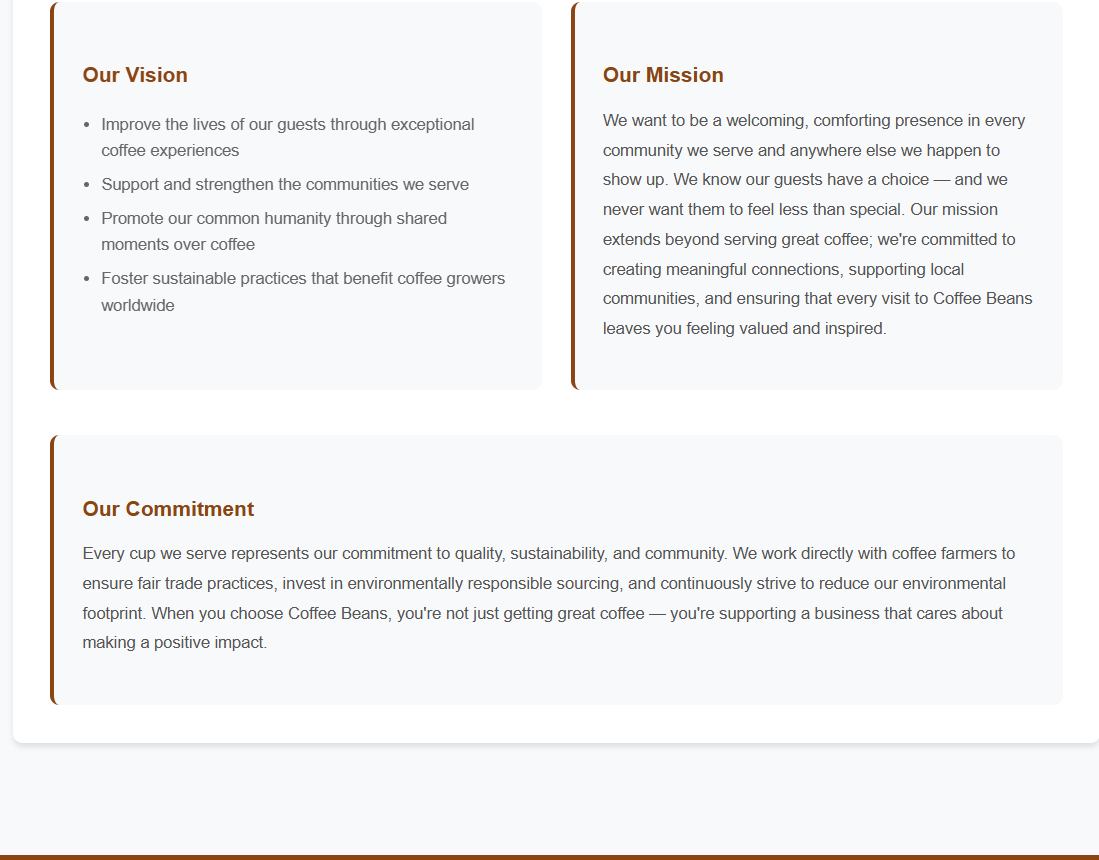 Our Vision
• Improve the lives of our guests through exceptional
coffee experiences
• Support and strengthen the communities we serve
• Promote our common humanity through shared
moments over coffee
• Foster sustainable practices that benefit coffee growers
worldwide
Our Mission
We want to be a welcoming, comforting presence in every
community we serve and anywhere else we happen to
show up. We know our guests have a choice — and we
never want them to feel less than special. Our mission
extends beyond serving great coffee; we're committed to
creating meaningful connections, supporting local
communities, and ensuring that every visit to Coffee Beans
leaves you feeling valued and inspired.
Our Commitment
Every cup we serve represents our commitment to quality, sustainability, and community. We work directly with coffee farmers to
ensure fair trade practices, invest in environmentally responsible sourcing, and continuously strive to reduce our environmental
footprint. When you choose Coffee Beans, you're not just getting great coffee — you're supporting a business that cares about
making a positive impact.